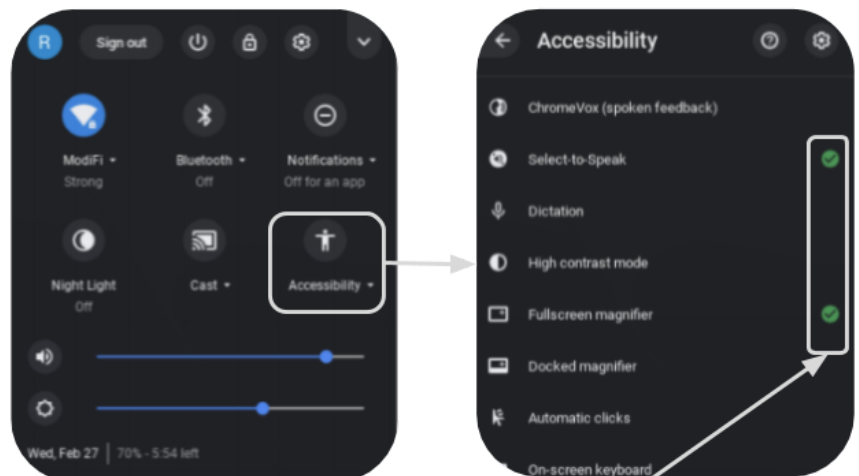 R Sign out
ModiFi
Strong
Bluetooth
Off
Notifications
Off for an app
Night Light
Off
Cast
Accessibility
Wed, Feb 27 | 70% - 5:54 left
Accessibility
ChromeVox (spoken feedback)
Select-to-Speak
Dictation
High contrast mode
Fullscreen magnifier
Docked magnifier
Automatic clicks
On-screen keyboard